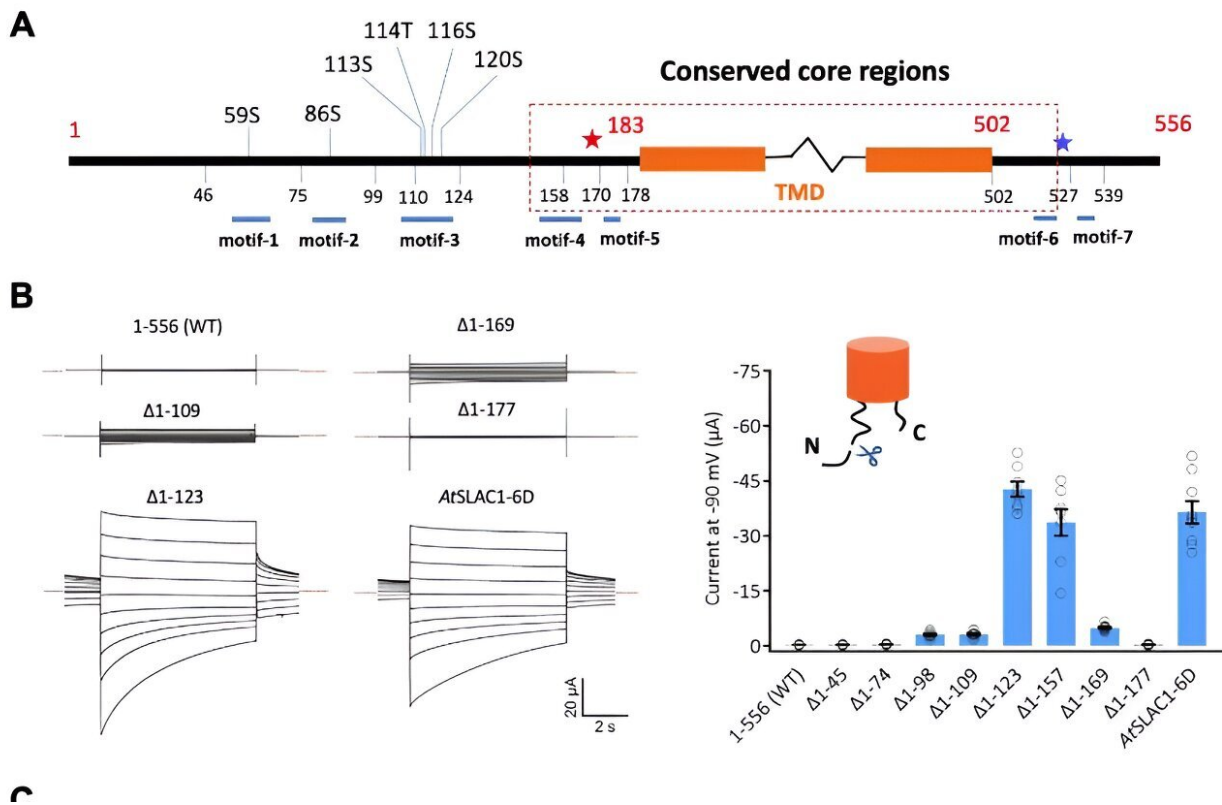 A
114T 116S
113S 120S
59S 86S
Conserved core regions
1 183 502 556
TMD
46 75 99 110 124 158 170 178 502 527 539
motif-1 motif-2 motif-3 motif-4 motif-5 motif-6 motif-7
B
1-556 (WT) Δ1-169
Δ1-109 Δ1-177
Δ1-123 AtSLAC1-6D
20 μA
2 s
Current at -90 mV (μA)
-75
-60
-45
-30
-15
0
N C
1-556 (WT)
Δ1-45
Δ1-74
Δ1-98
Δ1-109
Δ1-123
Δ1-157
Δ1-169
Δ1-177
AtSLAC1-6D